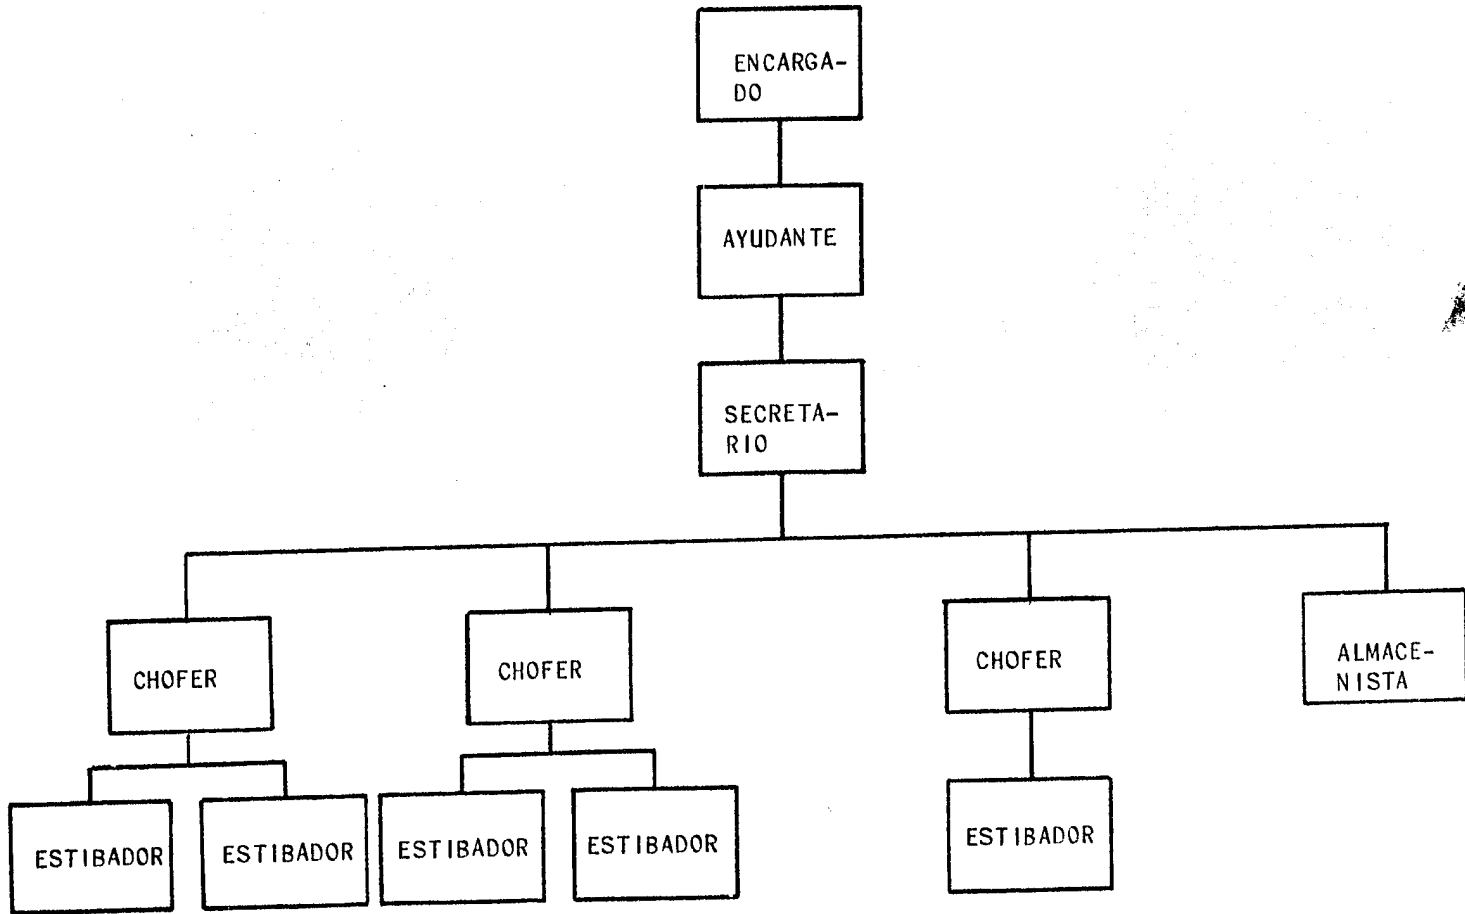 ENCARGA-
DO
AYUDANTE
SECRETA-
RIO
CHOFER
CHOFER
CHOFER
ALMACE-
NISTA
ESTIBADOR
ESTIBADOR
ESTIBADOR
ESTIBADOR
ESTIBADOR